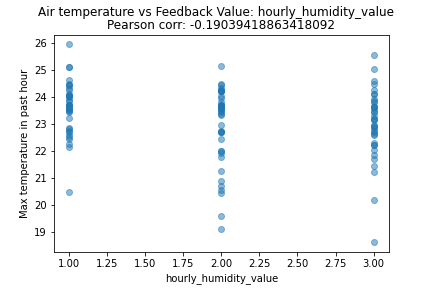 Air temperature vs Feedback Value: hourly_humidity_value
Pearson corr: -0.19039418863418092
26
25
24
23
22
21
20
19
Max temperature in past hour
1.00 1.25 1.50 1.75 2.00 2.25 2.50 2.75 3.00
hourly_humidity_value